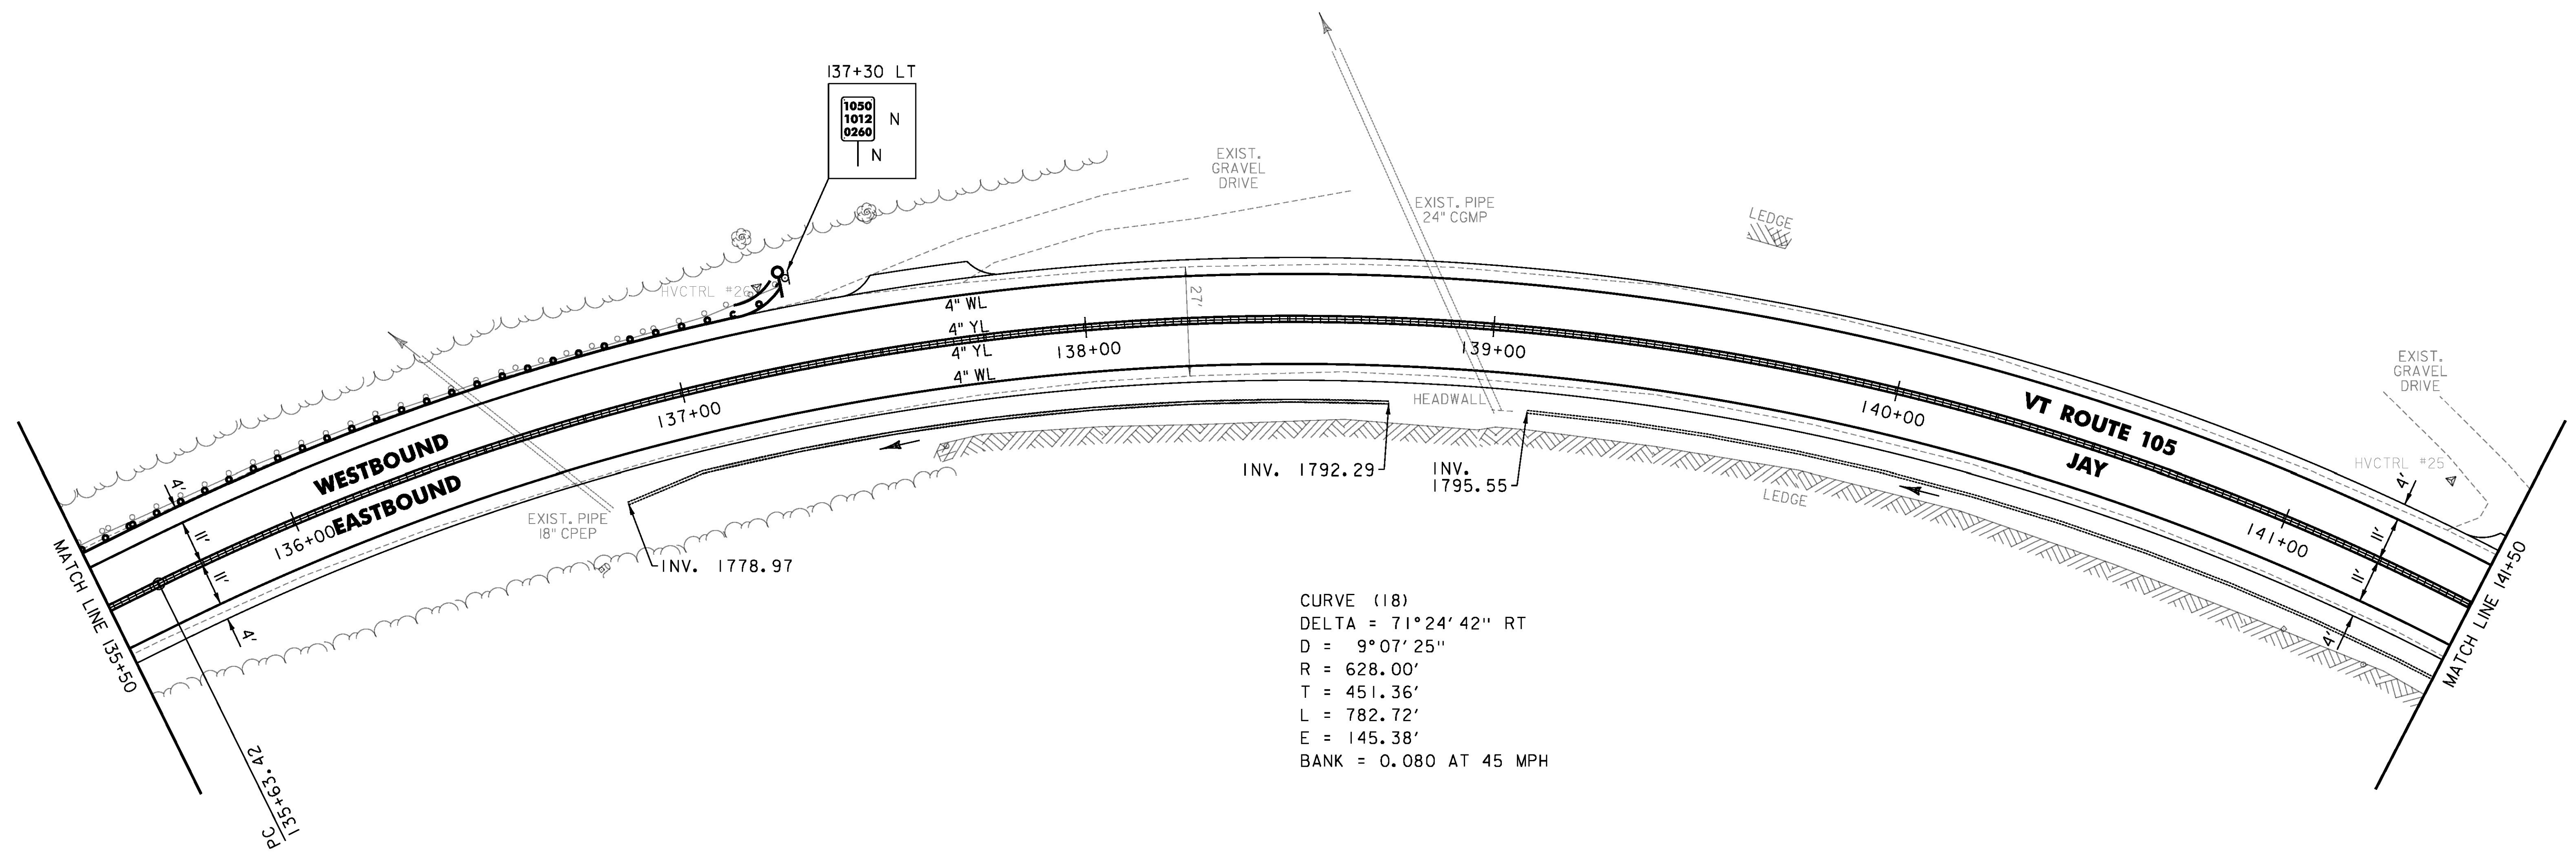 137+30 LT
1050
1012
0260
N
N
EXIST.
GRAVEL
DRIVE
EXIST. PIPE
24" CGMP
LEDGE
HVCTRL #26
4" WL
4" YL
4" YL
4" WL
27'
138+00
139+00
137+00
136+00
140+00
141+00
WESTBOUND
EASTBOUND
VT ROUTE 105
JAY
EXIST.
GRAVEL
DRIVE
HVCTRL #25
HEADWALL
4'
11'
11'
4'
4'
11'
11'
4'
EXIST. PIPE
18" CPEP
INV. 1778.97
INV. 1792.29
INV.
1795.55
LEDGE
MATCH LINE 135+50
MATCH LINE 141+50
PC
135+63.42
CURVE (18)
DELTA = 71°24'42" RT
D = 9°07'25"
R = 628.00'
T = 451.36'
L = 782.72'
E = 145.38'
BANK = 0.080 AT 45 MPH